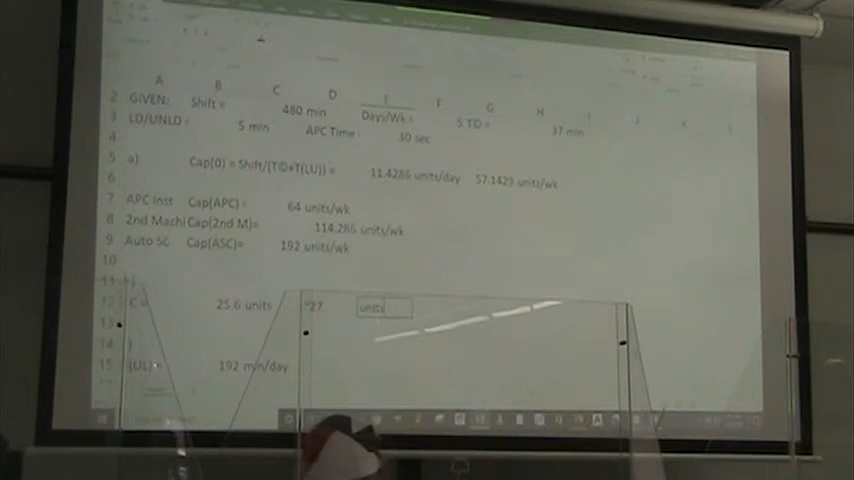 A B C D E F G H I J K L
2 GIVEN: Shift = 480 min Days/Wk = 5 T© = 37 min
3 LD/UNLD = 5 min APC Time 30 sec
4
5 a) Cap(0) = Shift/(T©+T(LU)) = 11.4286 units/day 57.1429 units/wk
6
7 APC Inst Cap(APC) = 64 units/wk
8 2nd Machi Cap(2nd M)= 114.286 units/wk
9 Auto SC Cap(ASC)= 192 units/wk
10
11 )
12 C = 25.6 units ~27 units
13
14 )
15 (UL) = 192 min/day